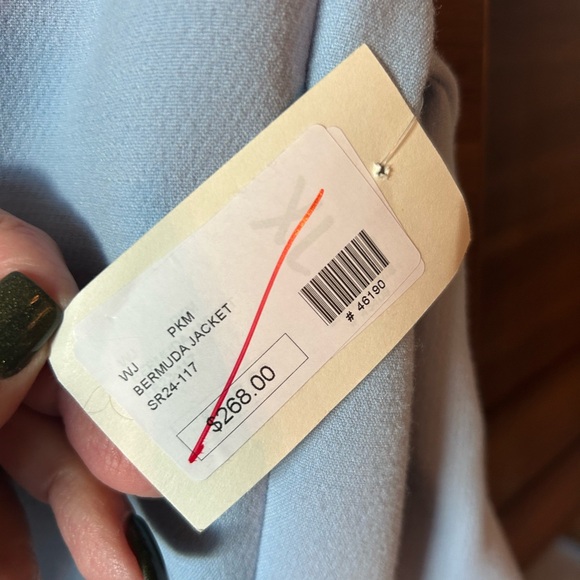 XL
WJ PKM
BERMUDA JACKET
SR24-117
$268.00
# 46190